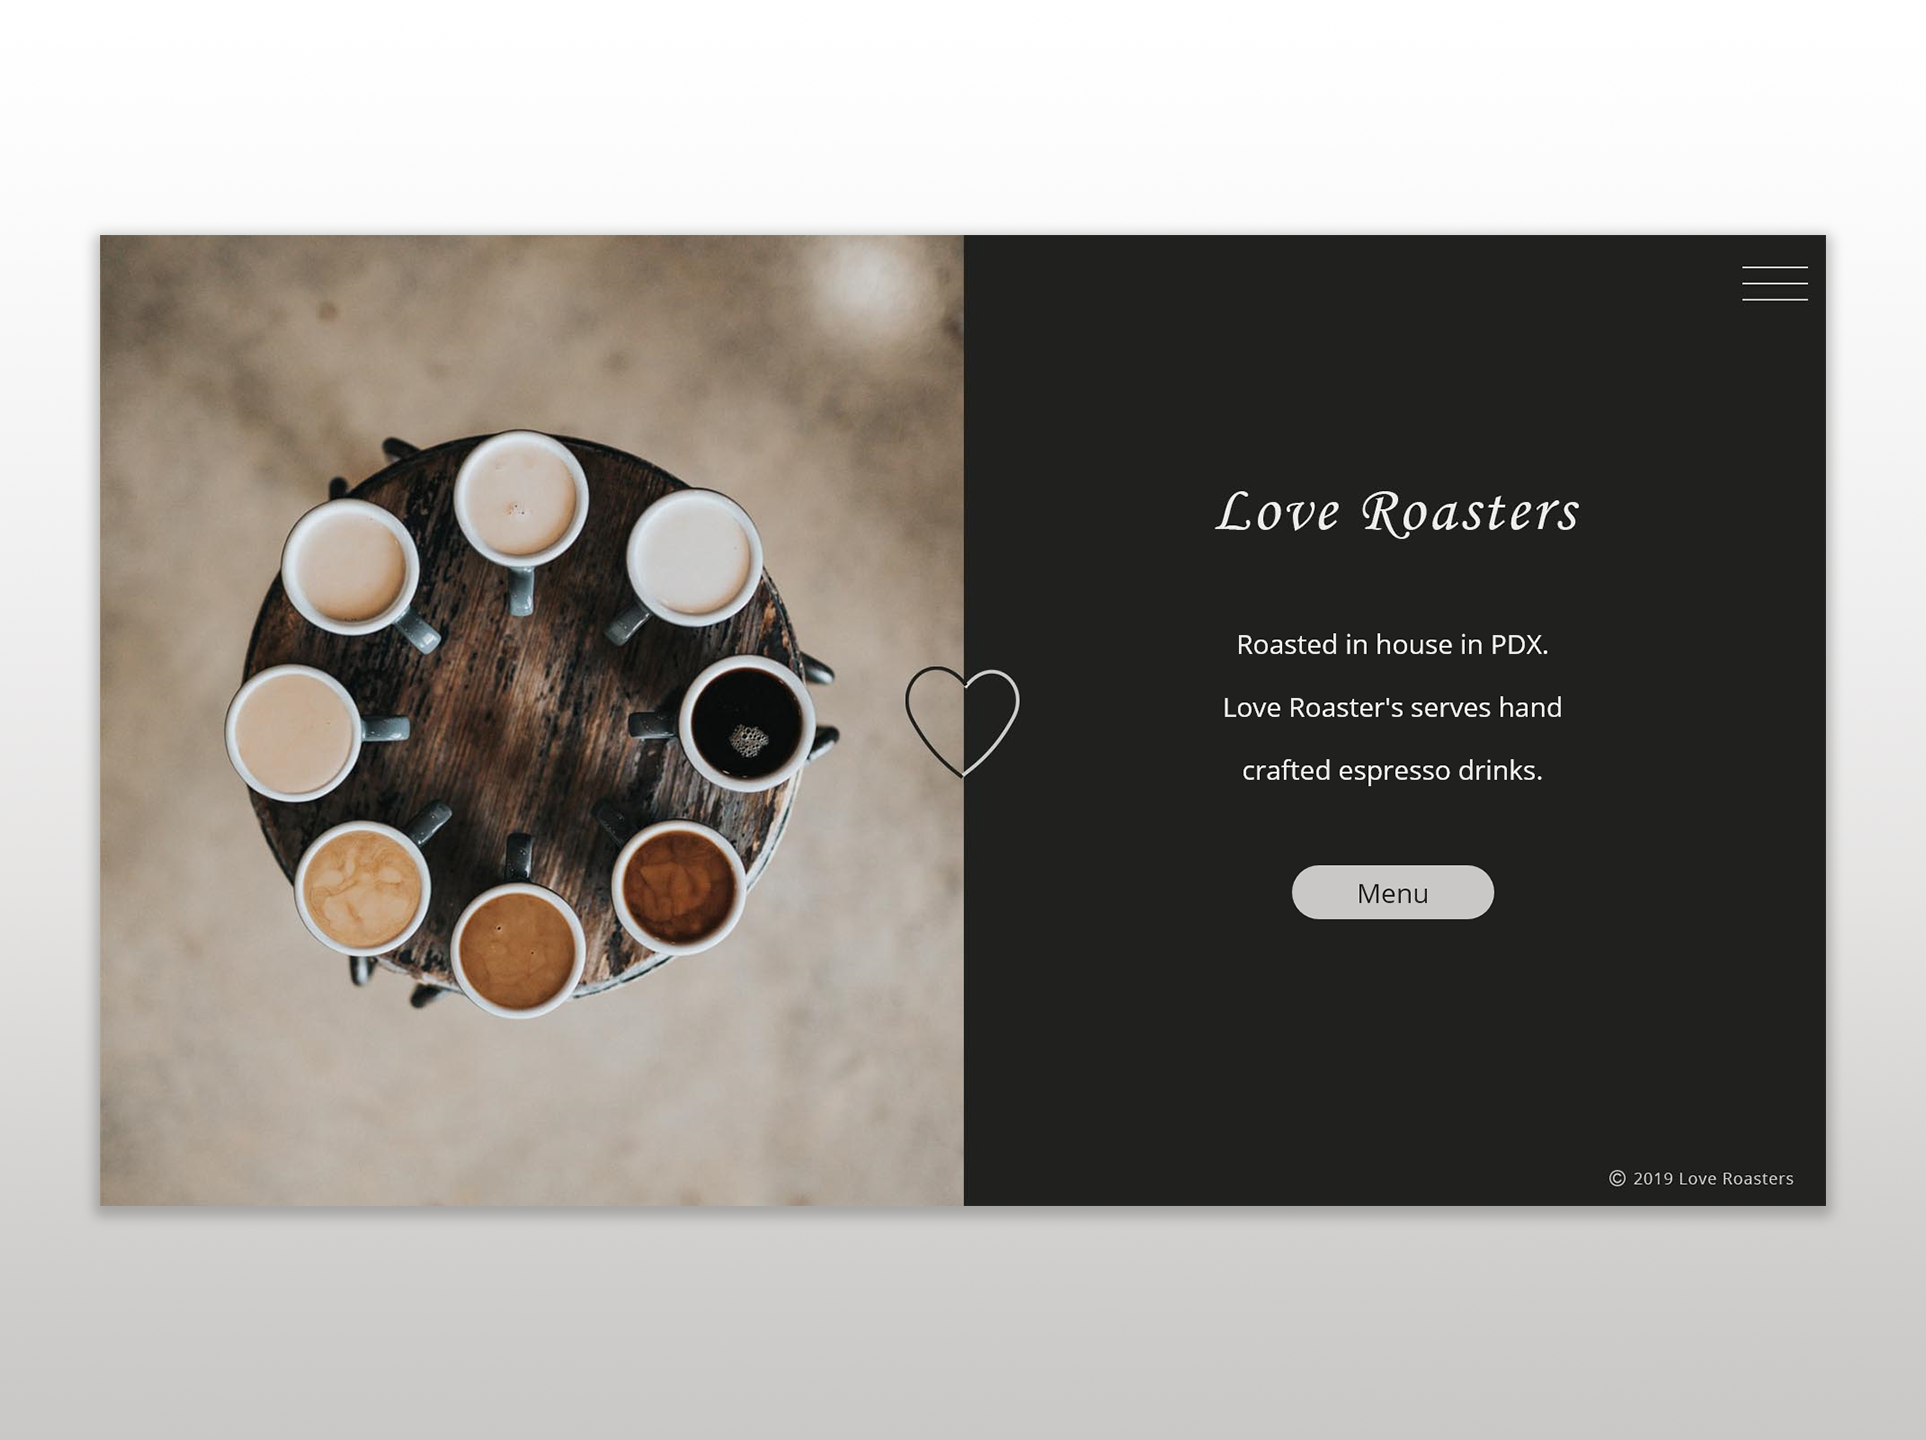 Love Roasters
Roasted in house in PDX.
Love Roaster's serves hand
crafted espresso drinks.
Menu
© 2019 Love Roasters